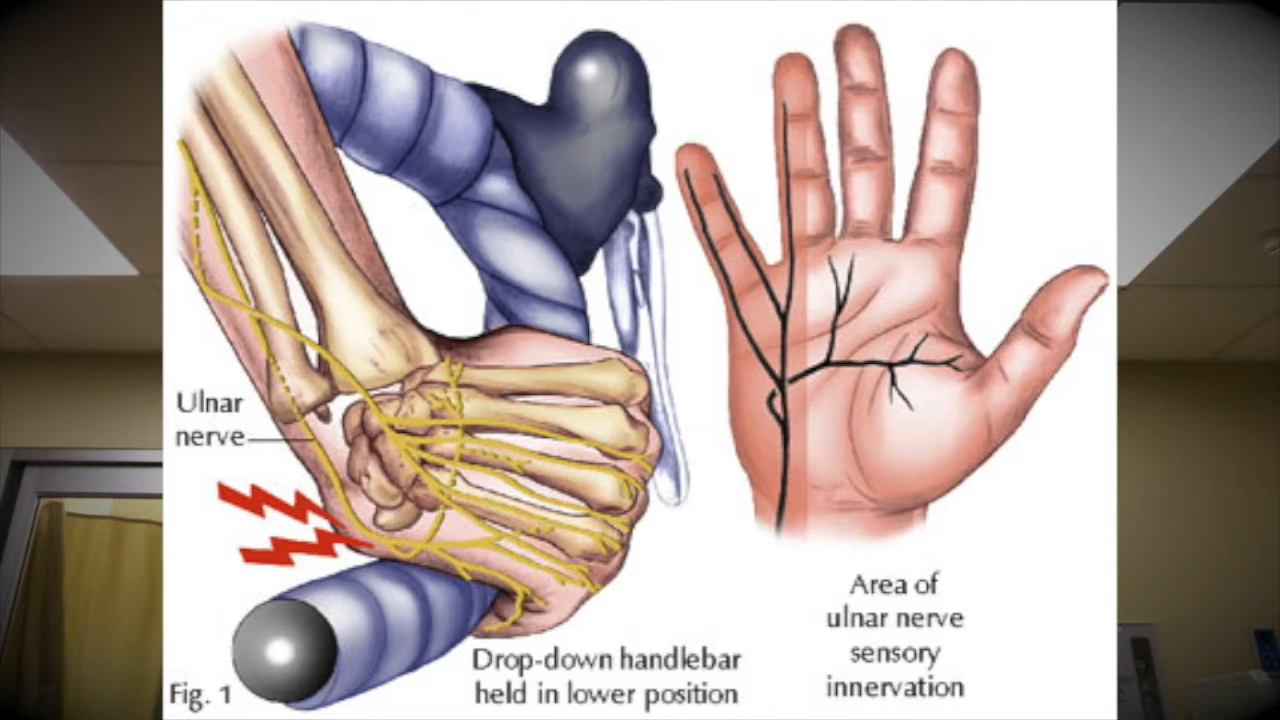 Ulnar
nerve
Fig. 1
Drop-down handlebar
held in lower position
Area of
ulnar nerve
sensory
innervation